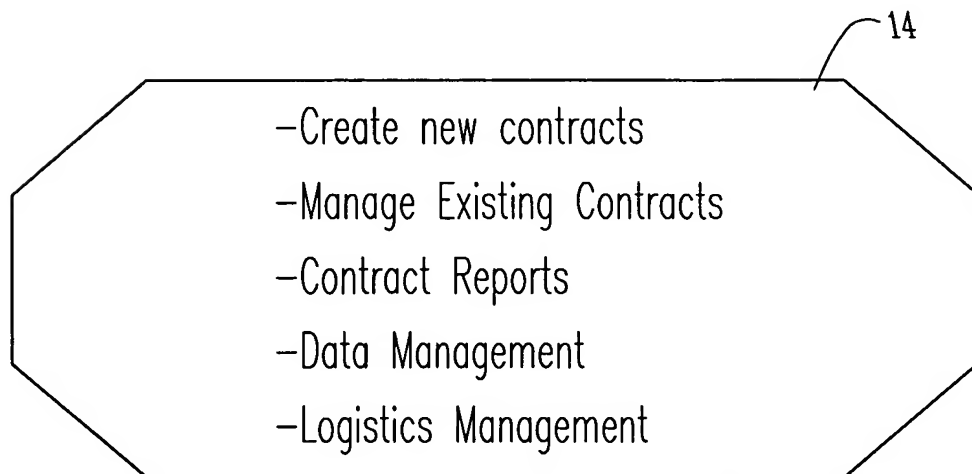 14
-Create new contracts
-Manage Existing Contracts
-Contract Reports
-Data Management
-Logistics Management